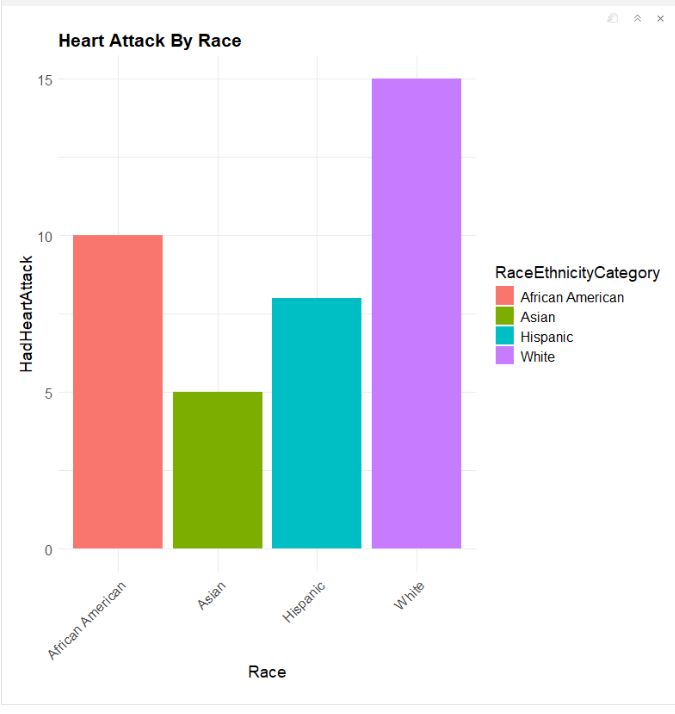 Heart Attack By Race
15
10
5
0
HadHeartAttack
African American
Asian
Hispanic
White
Race
RaceEthnicityCategory
African American
Asian
Hispanic
White